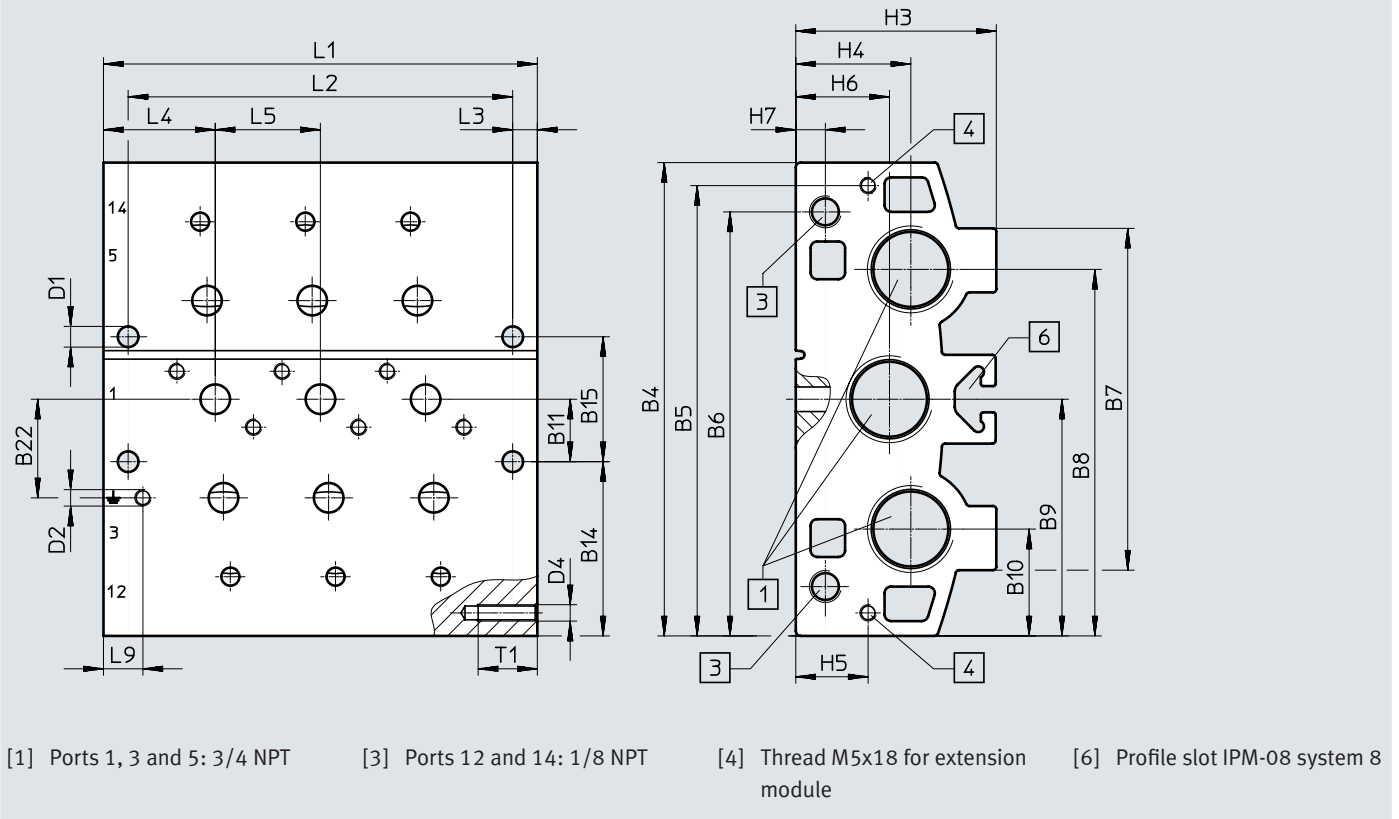 L1
L2
L4
L5
L3
H3
H4
H6
H7
4
14
5
D1
1
B22
D2
3
12
B15
B11
B14
D4
L9
T1
3
6
B4
B5
B6
B7
B8
B9
B10
1
3
H5
4
[1] Ports 1, 3 and 5: 3/4 NPT
[3] Ports 12 and 14: 1/8 NPT
[4] Thread M5x18 for extension
module
[6] Profile slot IPM-08 system 8